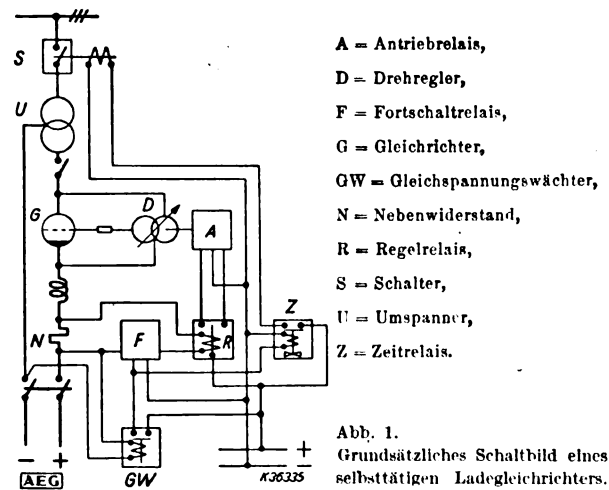 S
U
G
D
A
N
F
R
Z
GW
− +
AEG
− +
K36335
A = Antriebrelais,
D = Drehregler,
F = Fortschaltrelais,
G = Gleichrichter,
GW = Gleichspannungswächter,
N = Nebenwiderstand,
R = Regelrelais,
S = Schalter,
U = Umspanner,
Z = Zeitrelais.
Abb. 1.
Grundsätzliches Schaltbild eines
selbsttätigen Ladegleichrichters.